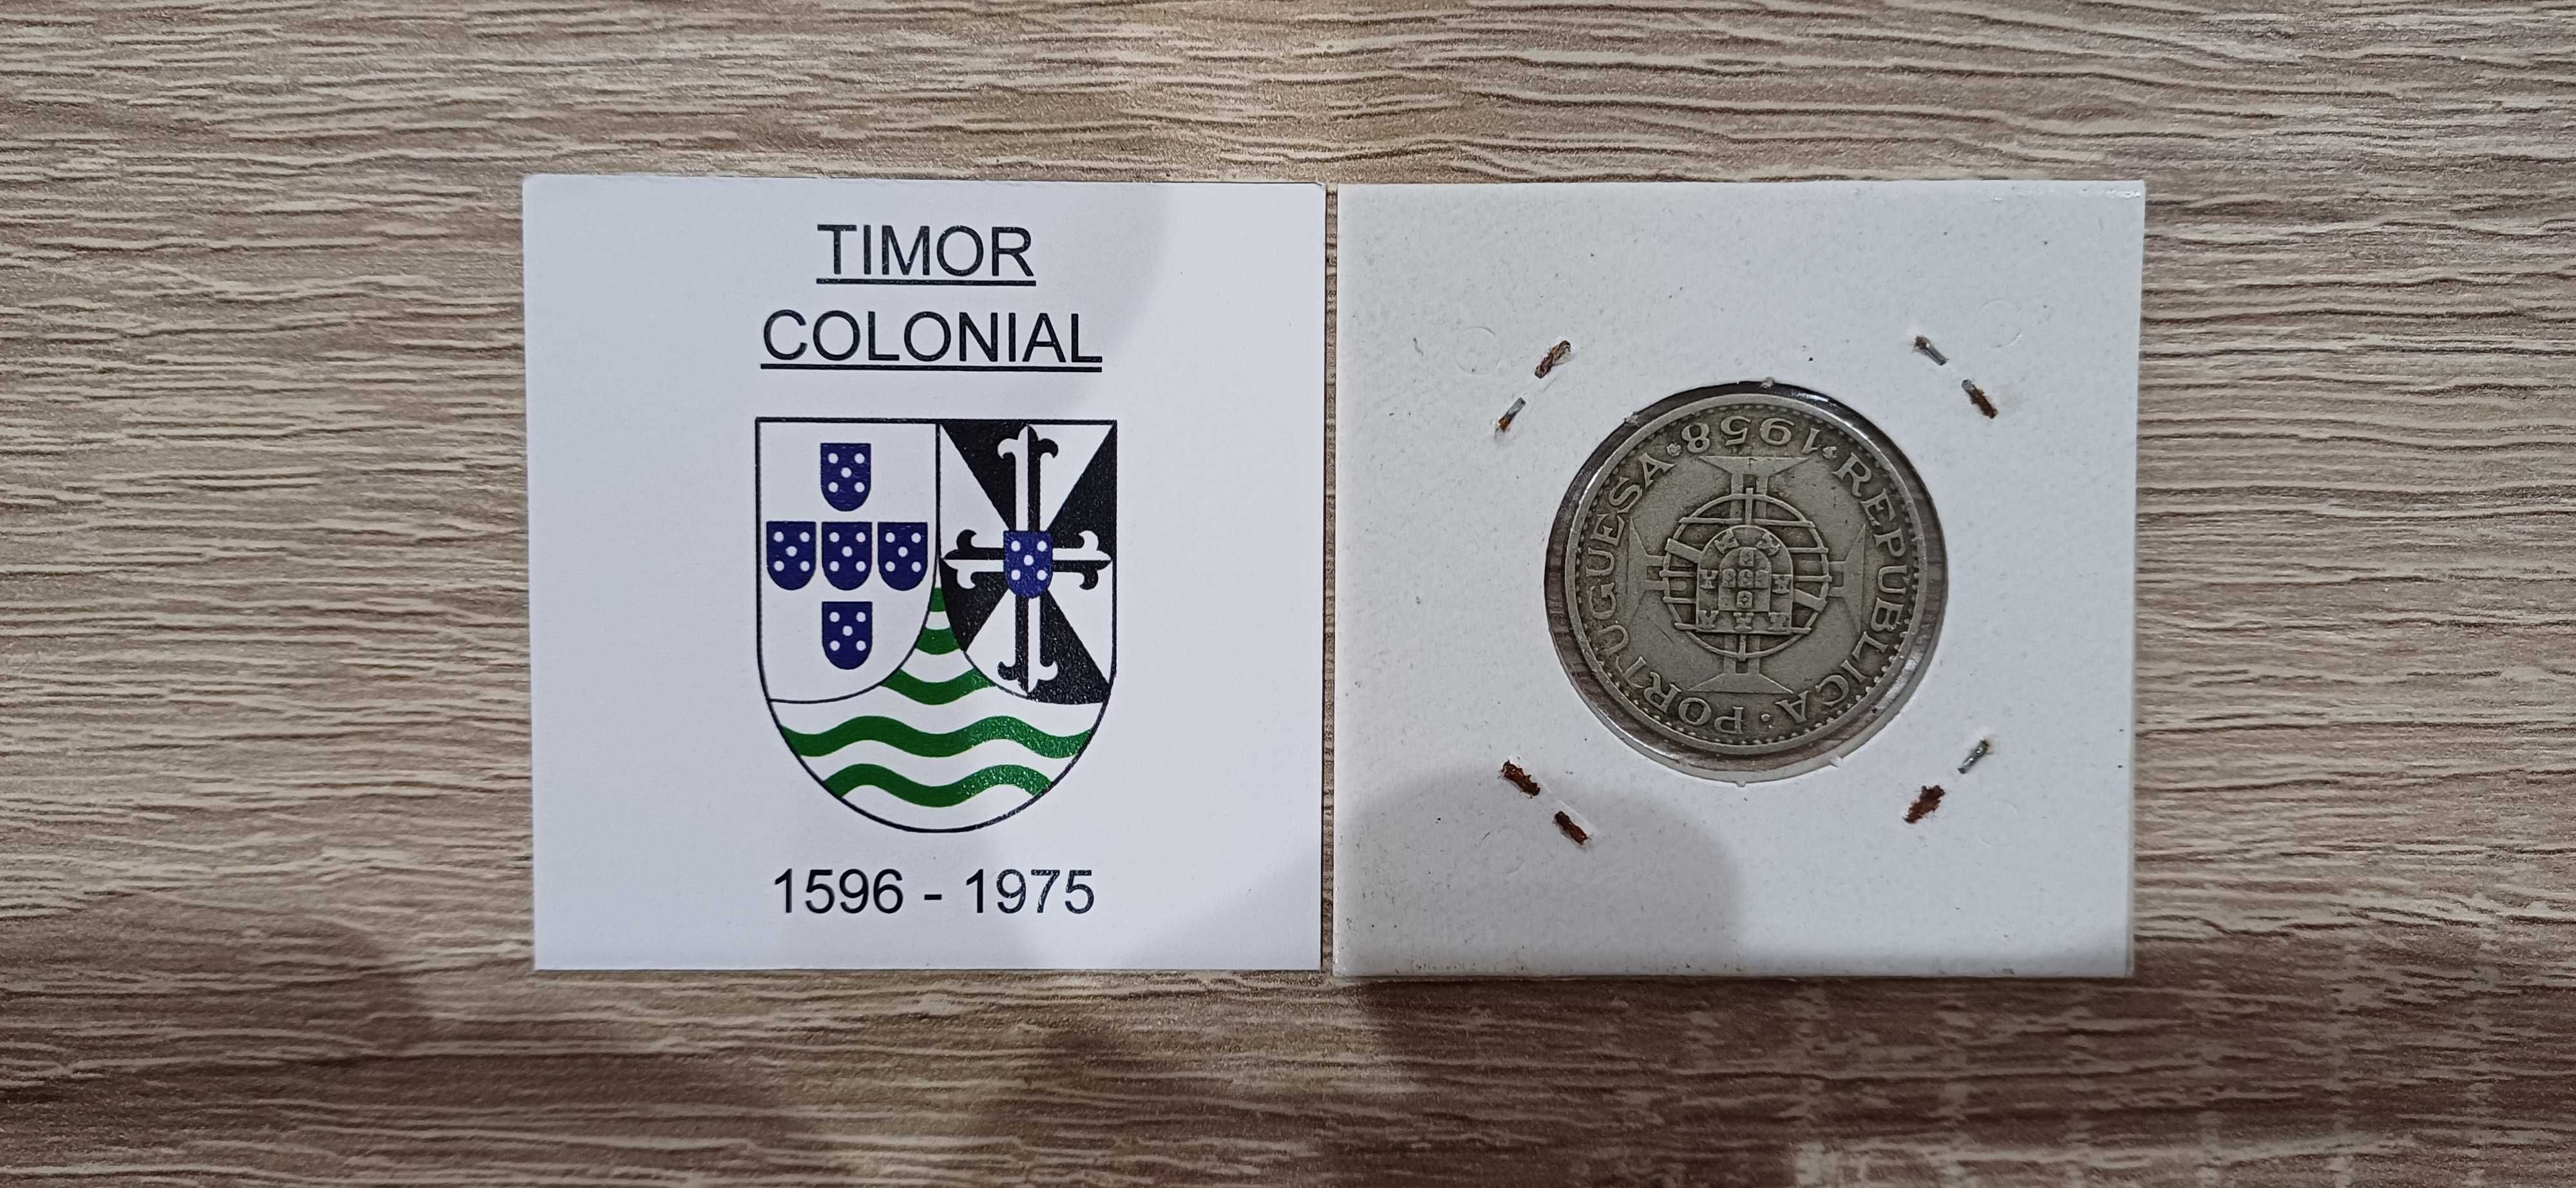 TIMOR
COLONIAL
1596 - 1975
REPUBLICA · PORTUGUESA
1958